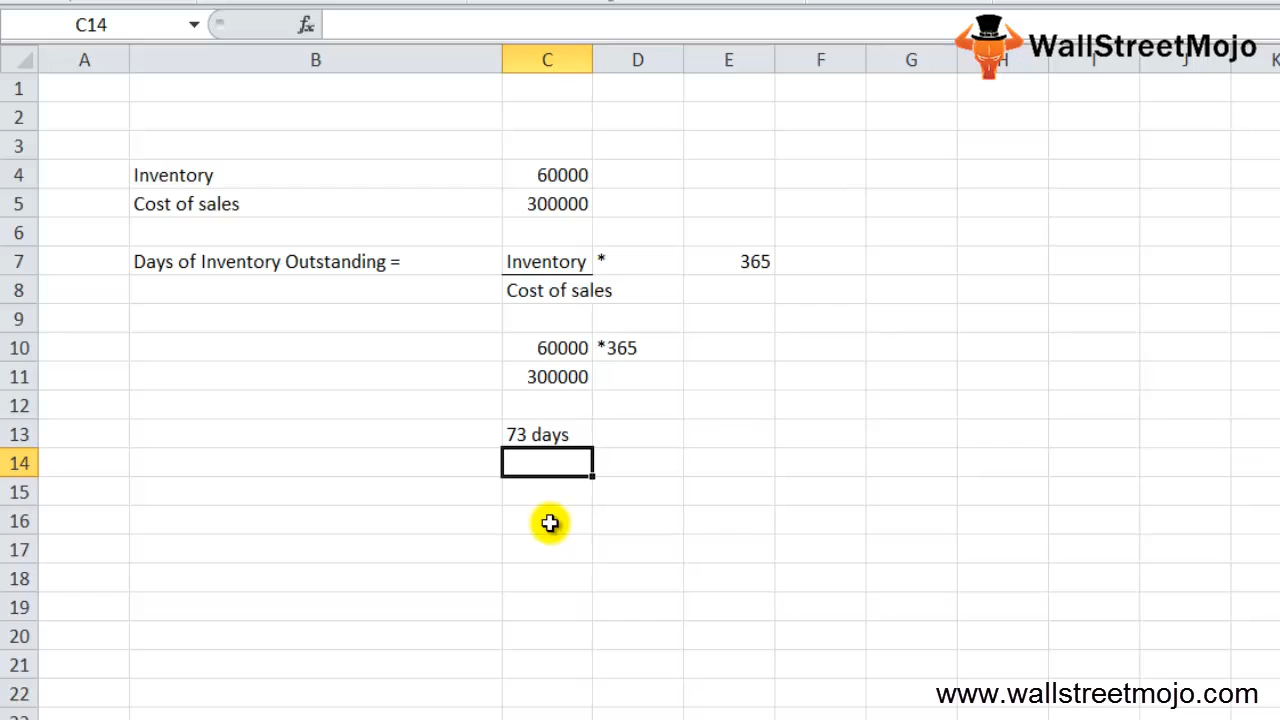 C14 fx
WallStreetMojo
A B C D E F G H I J K
1
2
3
4 Inventory 60000
5 Cost of sales 300000
6
7 Days of Inventory Outstanding = Inventory * 365
8 Cost of sales
9
10 60000 *365
11 300000
12
13 73 days
14
15
16
17
18
19
20
21
22
23
www.wallstreetmojo.com